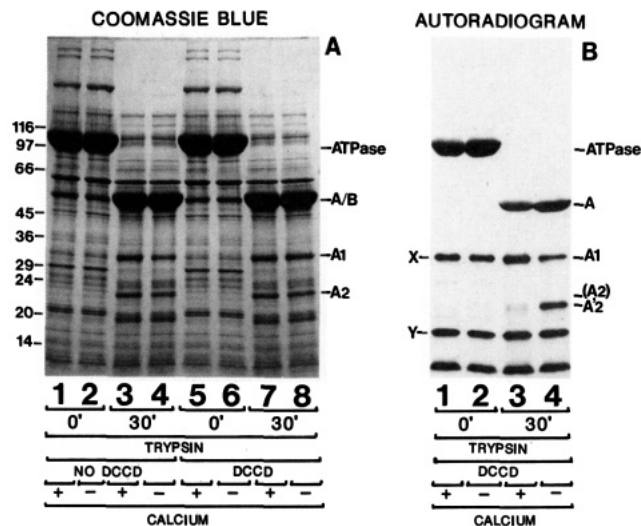 COOMASSIE BLUE
A
116
97
66
45
36
29
24
20
14
ATPase
A/B
A1
A2
1 2 3 4 5 6 7 8
0' 30' 0' 30'
TRYPSIN
NO DCCD DCCD
+ − + − + − + −
CALCIUM
AUTORADIOGRAM
B
X
Y
ATPase
A
A1
(A2)
A'2
1 2 3 4
0' 30'
TRYPSIN
DCCD
+ − + −
CALCIUM